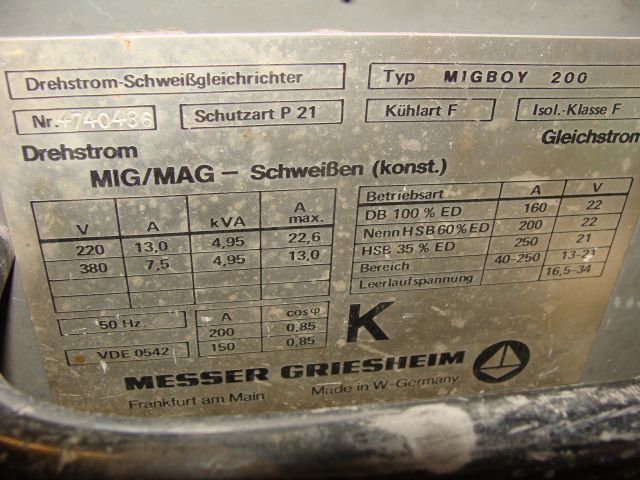 Drehstrom-Schweißgleichrichter Typ MIGBOY 200
Nr. 4740436 Schutzart P 21 Kühlart F Isol.-Klasse F
Drehstrom Gleichstrom
MIG/MAG – Schweißen (konst.)
V A kVA A max.
220 13,0 4,95 22,6
380 7,5 4,95 13,0
Betriebsart A V
DB 100 % ED 160 22
Nenn HSB 60 % ED 200 22
HSB 35 % ED 250 21
Bereich 40-250 13-21
Leerlaufspannung 16,5-34
50 Hz A cos φ
200 0,85
VDE 0542 150 0,85
K
MESSER GRIESHEIM
Frankfurt am Main Made in W-Germany